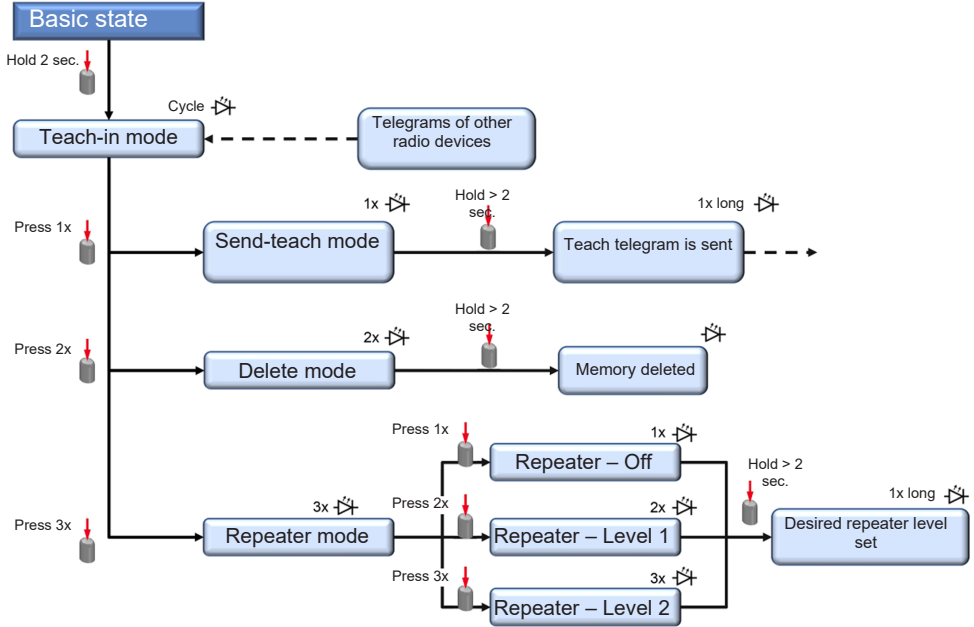 Basic state
Hold 2 sec.
Cycle
Teach-in mode
Telegrams of other
radio devices
Press 1x
1x
Send-teach mode
Hold > 2
sec.
1x long
Teach telegram is sent
Press 2x
2x
Delete mode
Hold > 2
sec.
Memory deleted
Press 3x
3x
Repeater mode
Press 1x
1x
Repeater – Off
Press 2x
2x
Repeater – Level 1
Press 3x
3x
Repeater – Level 2
Hold > 2
sec.
1x long
Desired repeater level
set